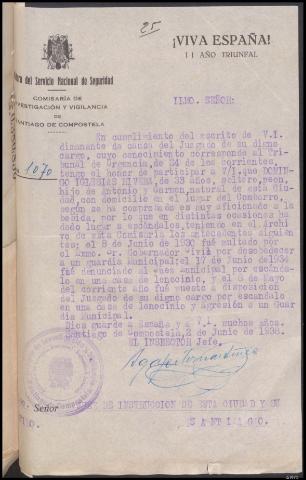 25
¡VIVA ESPAÑA!
II AÑO TRIUNFAL
del Servicio Nacional de Seguridad
COMISARÍA DE
INVESTIGACIÓN Y VIGILANCIA
DE
SANTIAGO DE COMPOSTELA
1070
ILMO. SEÑOR:
En cumplimiento del escrito de V.I.
dimanante de causa del Juzgado de su digno
cargo, cuyo conocimiento corresponde al Tri-
bunal de Urgencia, de 24 de los corrientes,
tengo el honor de participar a V.I. que DOMIN-
GO IGLESIAS RIVERA, de 33 años, soltero, peon,
hijo de Antonio y Carmen, natural de esta Ciu-
dad, con domicilio en el lugar del
según se ha comprobado es muy aficionado a la
bebida, por lo que en distintas ocasiones ha
dado lugar a escándalos, teniendo en el archi-
vo de esta Comisaría los antecedentes siguien-
tes; el 8 de Junio de 1930 fué multado por
el Excmo. Sr. Gobernador Civil por desobedecer
a un guardia Municipal; el 17 de Junio de 1934
fué denunciado al Juez Municipal por escánda-
lo en una casa de lenocinio, y el 6 de Mayo
del corriente año fué puesto a disposición
del Juzgado de su digno cargo por escándalo
en una casa de lenocinio y agresión a un Guar
dia Municipal.
Dios guarde a España y a V.I. muchos años.
Santiago de Compostela, 2 de Junio de 1938.
EL INSPECTOR Jefe,
Señor DE INSTRUCCION DE ESTA CIUDAD Y SU
SANTIAGO.